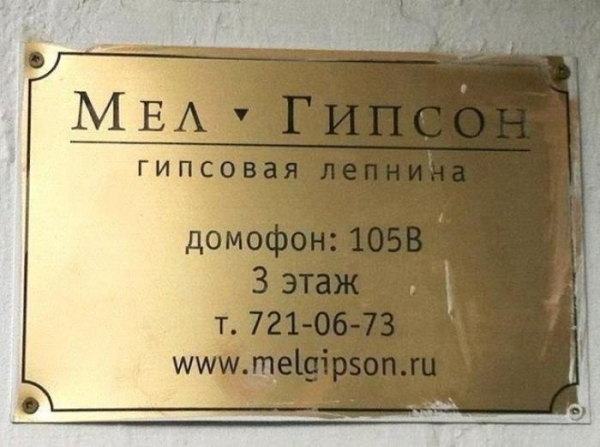 Мел ▾ Гипсон
гипсовая лепнина
домофон: 105В
3 этаж
т. 721-06-73
www.melgipson.ru